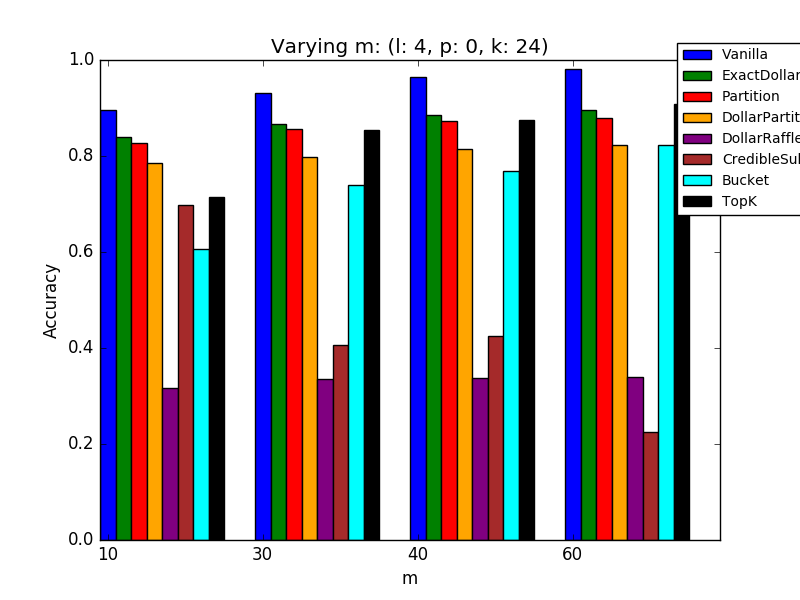 Varying m: (l: 4, p: 0, k: 24)
1.0
0.8
0.6
0.4
0.2
0.0
Accuracy
10 30 40 60
m
Vanilla
ExactDollar
Partition
DollarPartit
DollarRaffle
CredibleSu
Bucket
TopK